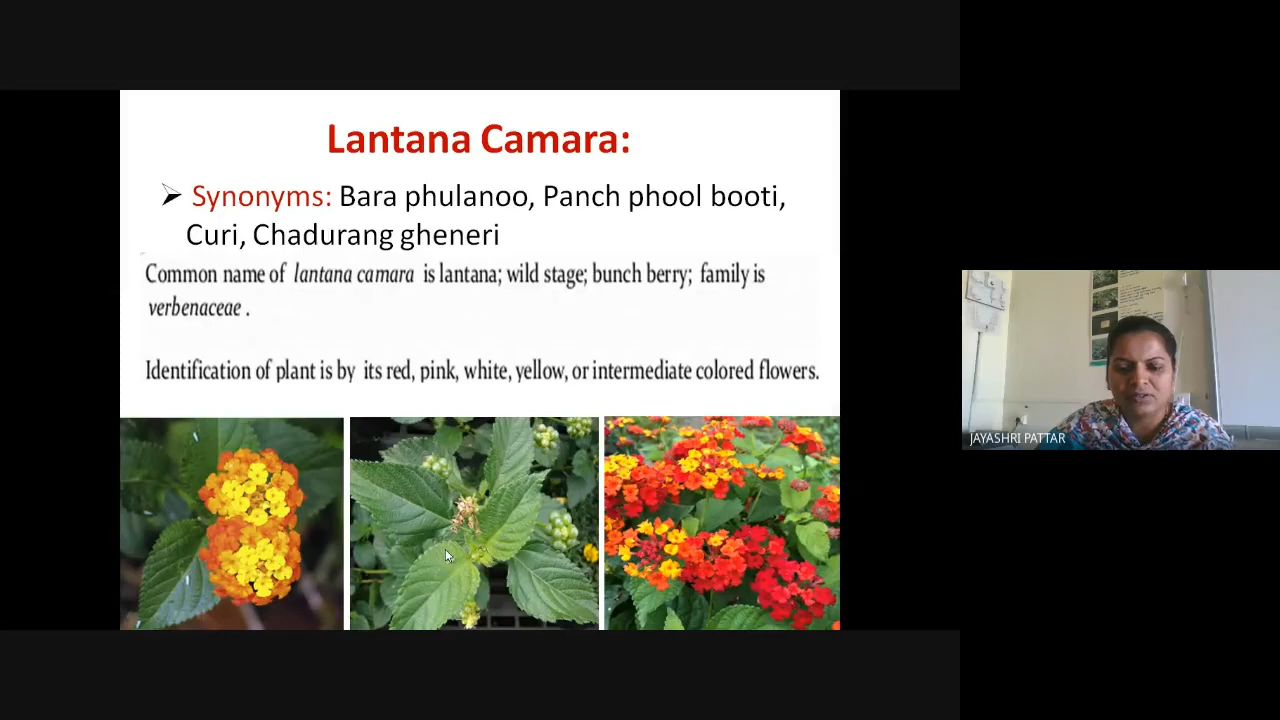 Lantana Camara:
➢ Synonyms: Bara phulanoo, Panch phool booti,
Curi, Chadurang gheneri
Common name of lantana camara is lantana; wild stage; bunch berry; family is
verbenaceae .
Identification of plant is by its red, pink, white, yellow, or intermediate colored flowers.
JAYASHRI PATTAR